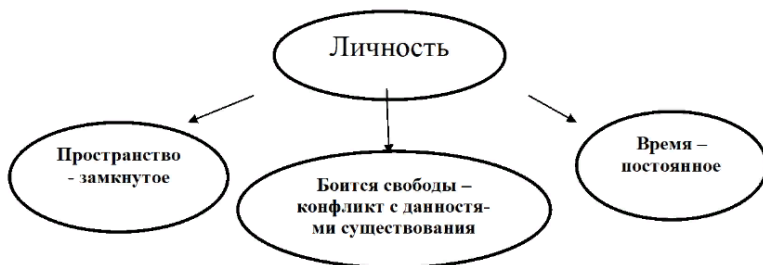 Личность
Пространство
- замкнутое
Боится свободы –
конфликт с данностя-
ми существования
Время –
постоянное